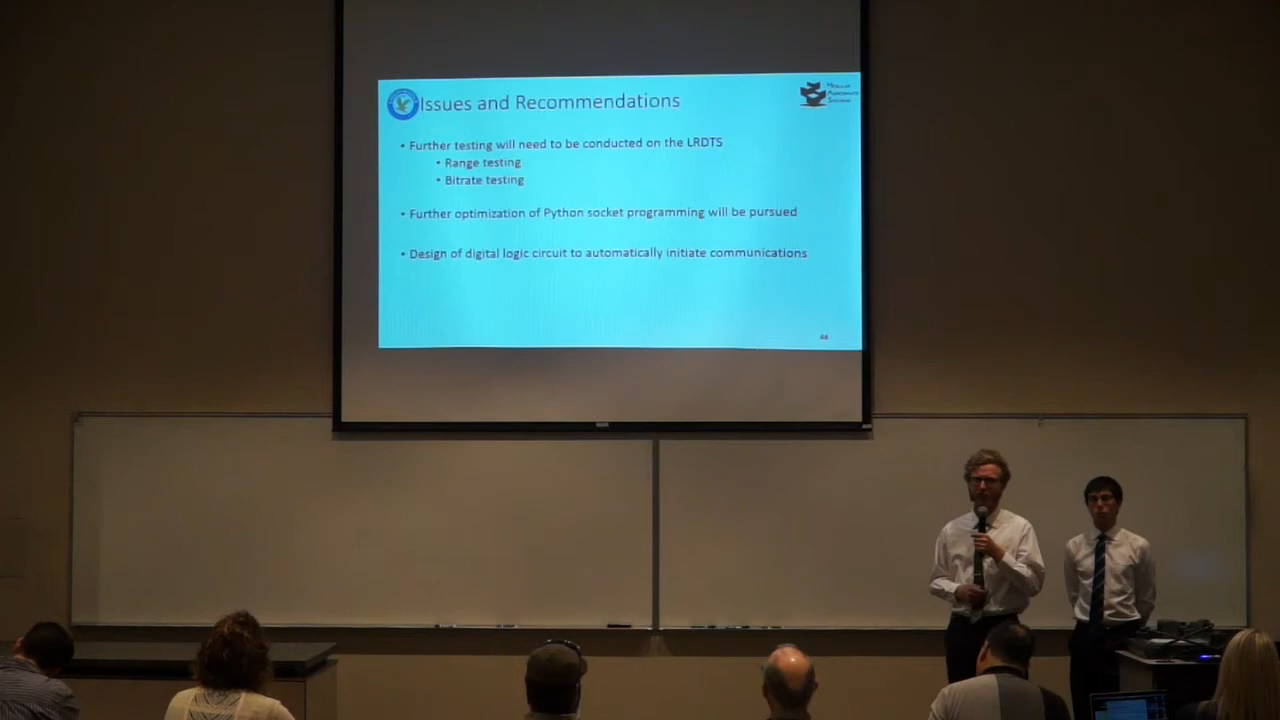 Issues and Recommendations
• Further testing will need to be conducted on the LRDTS
• Range testing
• Bitrate testing
• Further optimization of Python socket programming will be pursued
• Design of digital logic circuit to automatically initiate communications